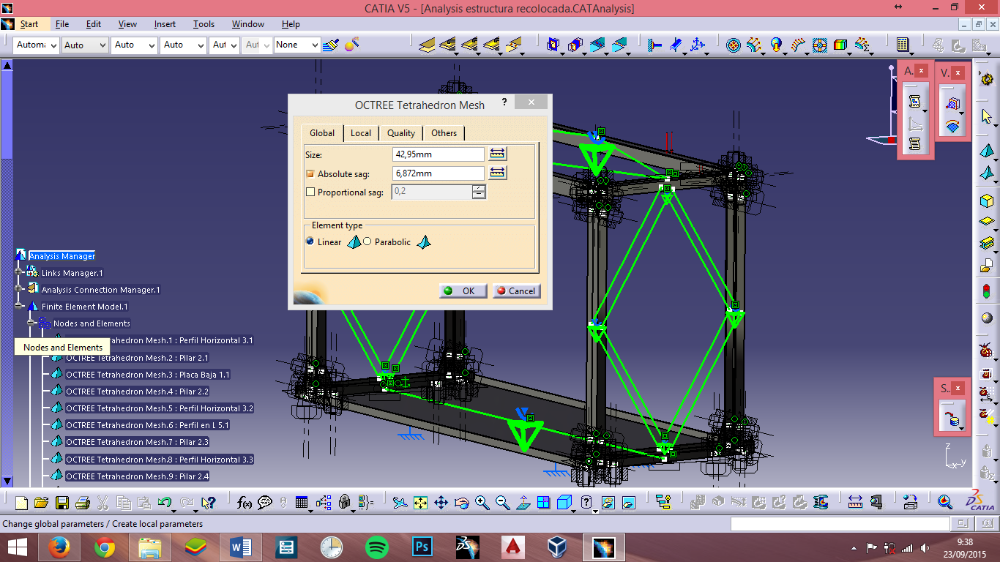 CATIA V5 - [Analysis estructura recolocada.CATAnalysis]
Start File Edit View Insert Tools Window Help
Automa Auto Auto Auto Aut Aut None
A.. V..
OCTREE Tetrahedron Mesh ?
Global Local Quality Others
Size: 42,95mm
Absolute sag: 6,872mm
Proportional sag: 0,2
Element type
Linear Parabolic
OK Cancel
Analysis Manager
Links Manager.1
Analysis Connection Manager.1
Finite Element Model.1
Nodes and Elements
rahedron Mesh.1 : Perfil Horizontal 3.1
Nodes and Elements
OCTREE Tetrahedron Mesh.2 : Pilar 2.1
OCTREE Tetrahedron Mesh.3 : Placa Baja 1.1
OCTREE Tetrahedron Mesh.4 : Pilar 2.2
OCTREE Tetrahedron Mesh.5 : Perfil Horizontal 3.2
S..
OCTREE Tetrahedron Mesh.6 : Perfil en L 5.1
OCTREE Tetrahedron Mesh.7 : Pilar 2.3
OCTREE Tetrahedron Mesh.8 : Perfil Horizontal 3.3
OCTREE Tetrahedron Mesh.9 : Pilar 2.4
z
x y
f(x)
CATIA
Change global parameters / Create local parameters
Ps
9:38
23/09/2015